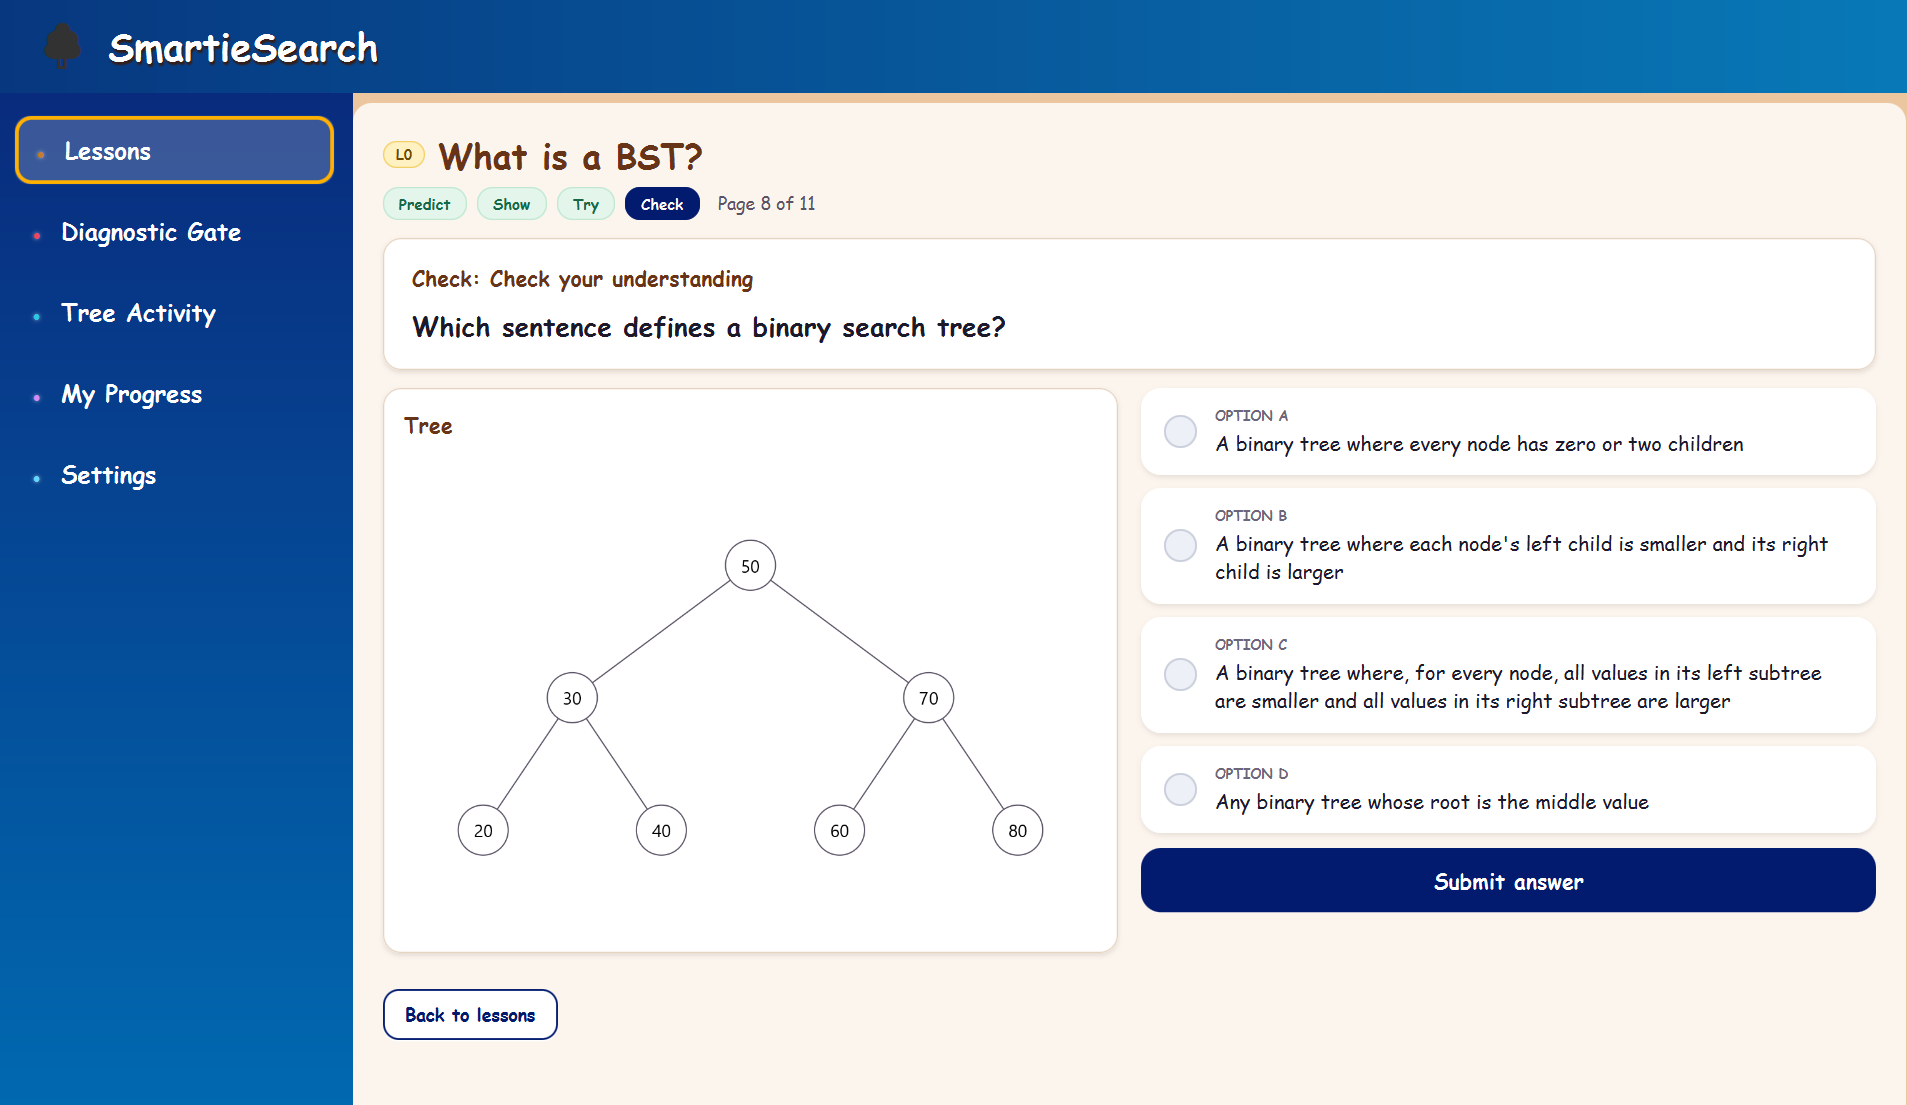 SmartieSearch
Lessons
Diagnostic Gate
Tree Activity
My Progress
Settings
L0 What is a BST?
Predict Show Try Check Page 8 of 11
Check: Check your understanding
Which sentence defines a binary search tree?
Tree
50
30 70
20 40 60 80
OPTION A
A binary tree where every node has zero or two children
OPTION B
A binary tree where each node's left child is smaller and its right
child is larger
OPTION C
A binary tree where, for every node, all values in its left subtree
are smaller and all values in its right subtree are larger
OPTION D
Any binary tree whose root is the middle value
Submit answer
Back to lessons